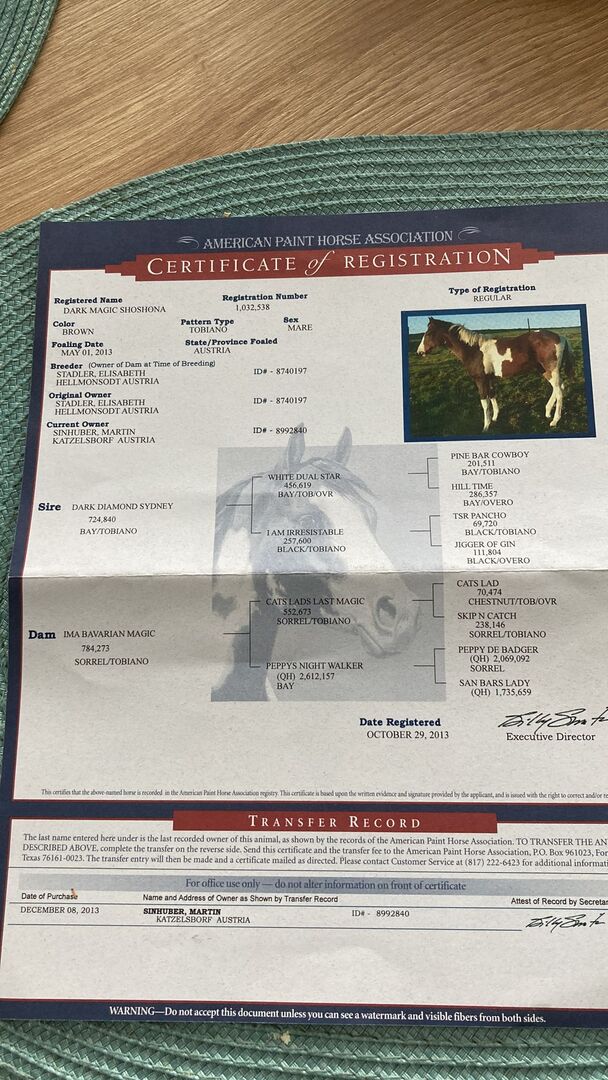 AMERICAN PAINT HORSE ASSOCIATION
CERTIFICATE of REGISTRATION
Registered Name
DARK MAGIC SHOSHONA
Registration Number
1,032,538
Type of Registration
REGULAR
Color
BROWN
Pattern Type
TOBIANO
Sex
MARE
Foaling Date
MAY 01, 2013
State/Province Foaled
AUSTRIA
Breeder (Owner of Dam at Time of Breeding)
STADLER, ELISABETH ID# - 8740197
HELLMONSODT AUSTRIA
Original Owner
STADLER, ELISABETH ID# - 8740197
HELLMONSODT AUSTRIA
Current Owner
SINHUBER, MARTIN ID# - 8992840
KATZELSBORF AUSTRIA
PINE BAR COWBOY
201,511
BAY/TOBIANO
WHITE DUAL STAR
456,619
BAY/TOB/OVR
HILL TIME
286,357
BAY/OVERO
Sire DARK DIAMOND SYDNEY
724,840
BAY/TOBIANO
TSR PANCHO
69,720
BLACK/TOBIANO
I AM IRRESISTABLE
257,600
BLACK/TOBIANO
JIGGER OF GIN
111,804
BLACK/OVERO
CATS LAD
70,474
CHESTNUT/TOB/OVR
CATS LADS LAST MAGIC
552,673
SORREL/TOBIANO
SKIP N CATCH
238,146
SORREL/TOBIANO
Dam IMA BAVARIAN MAGIC
784,273
SORREL/TOBIANO
PEPPY DE BADGER
(QH) 2,069,092
SORREL
PEPPYS NIGHT WALKER
(QH) 2,612,157
BAY
SAN BARS LADY
(QH) 1,735,659
Date Registered
OCTOBER 29, 2013
Executive Director
This certifies that the above-named horse is recorded in the American Paint Horse Association registry. This certificate is based upon the written evidence and signature provided by the applicant, and is issued with the right to correct and/or
TRANSFER RECORD
The last name entered here under is the last recorded owner of this animal, as shown by the records of the American Paint Horse Association. TO TRANSFER THE
DESCRIBED ABOVE, complete the transfer on the reverse side. Send this certificate and the transfer fee to the American Paint Horse Association, P.O. Box 961023,
Texas 76161-0023. The transfer entry will then be made and a certificate mailed as directed. Please contact Customer Service at (817) 222-6423 for additional
For office use only — do not alter information on front of certificate
Date of Purchase Name and Address of Owner as Shown by Transfer Record Attest of Record by
DECEMBER 08, 2013 SINHUBER, MARTIN ID# - 8992840
KATZELSBORF AUSTRIA
WARNING—Do not accept this document unless you can see a watermark and visible fibers from both sides.